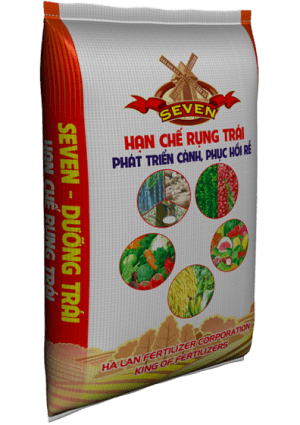 SEVEN
HẠN CHẾ RỤNG TRÁI
PHÁT TRIỂN CÀNH, PHỤC HỒI RỄ
HA LAN FERTILIZER CORPORATION
KING OF FERTILIZERS
SEVEN - DƯỠNG TRÁI
HẠN CHẾ RỤNG TRÁI